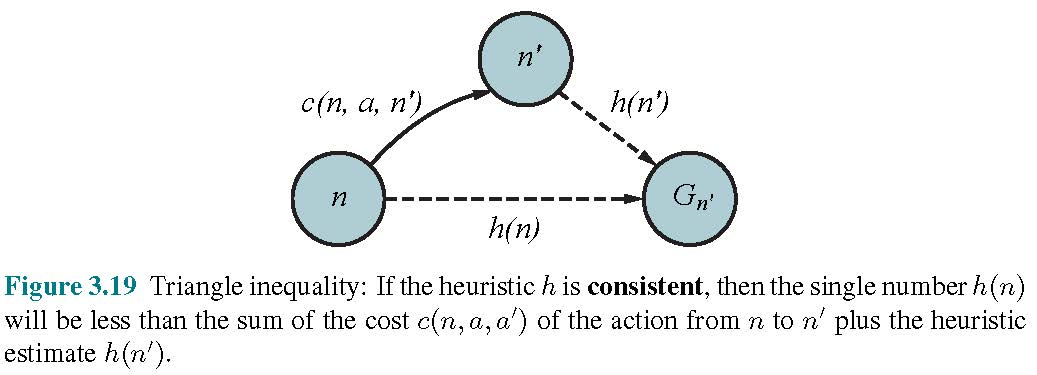 n'
c(n, a, n')
h(n')
n
Gn'
h(n)
Figure 3.19 Triangle inequality: If the heuristic h is consistent, then the single number h(n)
will be less than the sum of the cost c(n, a, a') of the action from n to n' plus the heuristic
estimate h(n').